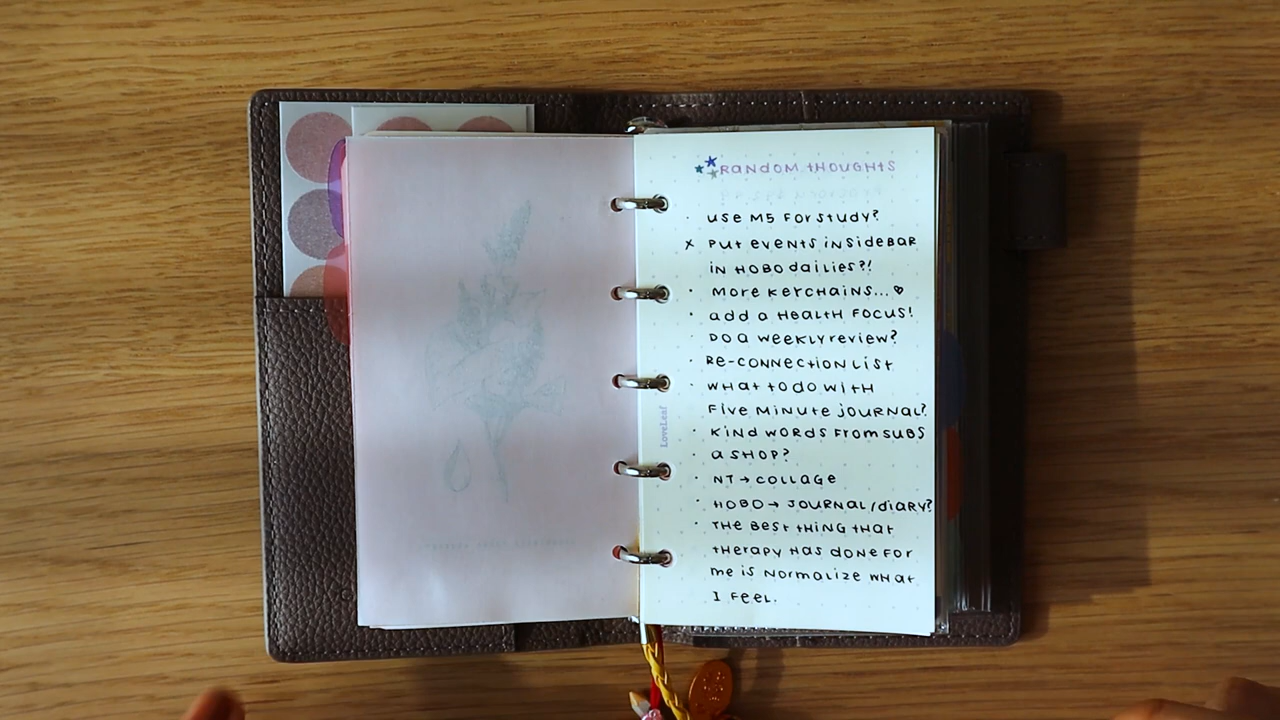 RANDOM THOUGHTS
· USE M5 FOR STUDY?
x PUT EVENTS IN SIDEBAR
IN HOBO DAILIES?!
· MORE KEYCHAINS... ♥
· add a HEALTH FOCUS!
DO a WEEKLY REVIEW?
· RE-CONNECTION LIST
· WHAT TO DO WITH
FIVE MINUTE JOURNAL?
· KIND WORDS FROM SUBS
· a SHOP?
· NT → COLLAGE
· HOBO → JOURNAL/diary?
· THE BEST THING THAT
THERAPY HAS DONE FOR
ME IS NORMALIZE WHAT
I FEEL.
LoveLeaf